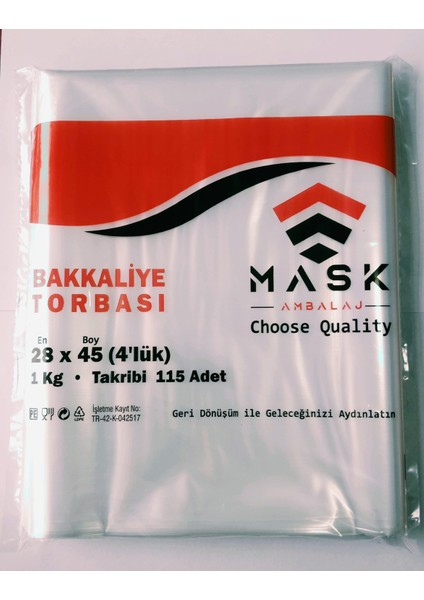 MASK
AMBALAJ
Choose Quality
BAKKALİYE
TORBASI
En Boy
28 x 45 (4'lük)
1 Kg • Takribi 115 Adet
İşletme Kayıt No:
TR-42-K-042517
Geri Dönüşüm ile Geleceğinizi Aydınlatın